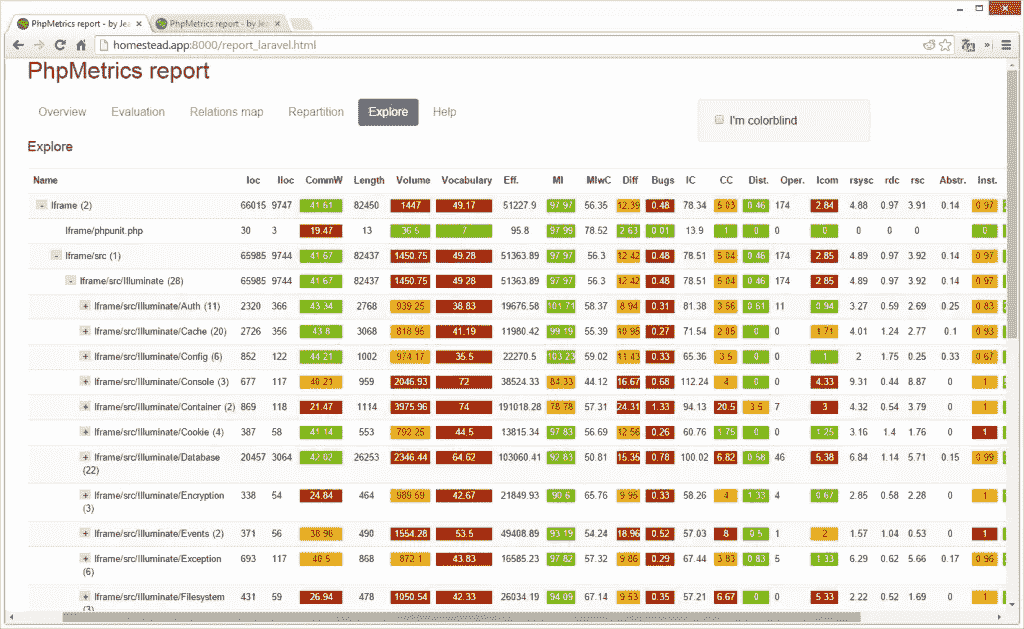 PhpMetrics report - by Jea
PhpMetrics report - by Jea
homestead.app:8000/report_laravel.html
PhpMetrics report
Overview Evaluation Relations map Repartition Explore Help
I'm colorblind
Explore
Name loc lloc CommW Length Volume Vocabulary Eff. MI MIwC Diff Bugs IC CC Dist. Oper. lcom rsysc rdc rsc Abstr. Inst.
- lframe (2) 66015 9747 41.61 82450 1447 49.17 51227.9 97.97 56.35 12.39 0.48 78.34 5.03 0.46 174 2.84 4.88 0.97 3.91 0.14 0.97
lframe/phpunit.php 30 3 19.47 13 36.5 7 95.8 97.99 78.52 2.63 0.01 13.9 1 0 0 0 0 0 0 0 0
- lframe/src (1) 65985 9744 41.67 82437 1450.75 49.28 51363.89 97.97 56.3 12.42 0.48 78.51 5.04 0.46 174 2.85 4.89 0.97 3.92 0.14 0.97
- lframe/src/Illuminate (28) 65985 9744 41.67 82437 1450.75 49.28 51363.89 97.97 56.3 12.42 0.48 78.51 5.04 0.46 174 2.85 4.89 0.97 3.92 0.14 0.97
+ lframe/src/Illuminate/Auth (11) 2320 366 43.34 2768 939.25 38.83 19676.58 101.71 58.37 8.94 0.31 81.38 3.56 0.61 11 0.94 3.27 0.59 2.69 0.25 0.83
+ lframe/src/Illuminate/Cache (20) 2726 356 43.8 3068 818.95 41.19 11980.42 99.19 55.39 10.95 0.27 71.54 2.05 0 0 1.71 4.01 1.24 2.77 0.1 0.93
+ lframe/src/Illuminate/Config (6) 852 122 44.21 1002 974.17 35.5 22270.5 103.23 59.02 11.43 0.33 65.36 3.5 0 0 1 2 1.75 0.25 0.33 0.67
+ lframe/src/Illuminate/Console (3) 677 117 40.21 959 2046.93 72 38524.33 84.33 44.12 16.67 0.68 112.24 4 0 0 4.33 9.31 0.44 8.87 0 1
+ lframe/src/Illuminate/Container (2) 869 118 21.47 1114 3975.96 74 191018.28 78.78 57.31 24.31 1.33 94.13 20.5 3.5 7 3 4.32 0.54 3.79 0 1
+ lframe/src/Illuminate/Cookie (4) 387 58 41.14 553 792.25 44.5 13815.34 97.83 56.69 12.56 0.26 60.76 1.75 0 0 1.25 3.16 1.4 1.76 0 1
+ lframe/src/Illuminate/Database 20457 3064 42.02 26253 2346.44 64.62 103060.41 92.83 50.81 15.35 0.78 100.02 6.82 0.58 46 5.38 6.84 1.14 5.71 0.15 0.99
(22)
+ lframe/src/Illuminate/Encryption 338 54 24.84 464 989.69 42.67 21849.93 90.6 65.76 9.96 0.33 58.26 4 1.33 4 0.67 2.85 0.58 2.28 0 1
(3)
+ lframe/src/Illuminate/Events (2) 371 56 38.96 490 1554.28 53.5 49408.89 93.19 54.24 18.96 0.52 57.03 8 0.5 1 2 1.57 1.04 0.53 0 1
+ lframe/src/Illuminate/Exception 693 117 40.5 868 872.1 43.83 16585.23 97.82 57.32 9.86 0.29 67.44 3.83 0.83 5 1.33 6.29 0.62 5.66 0.17 0.96
(6)
+ lframe/src/Illuminate/Filesystem 431 59 26.94 478 1050.54 42.33 26034.19 94.09 67.14 9.53 0.35 57.21 6.67 0 0 5.33 2.22 0.52 1.69 0 1
(3)